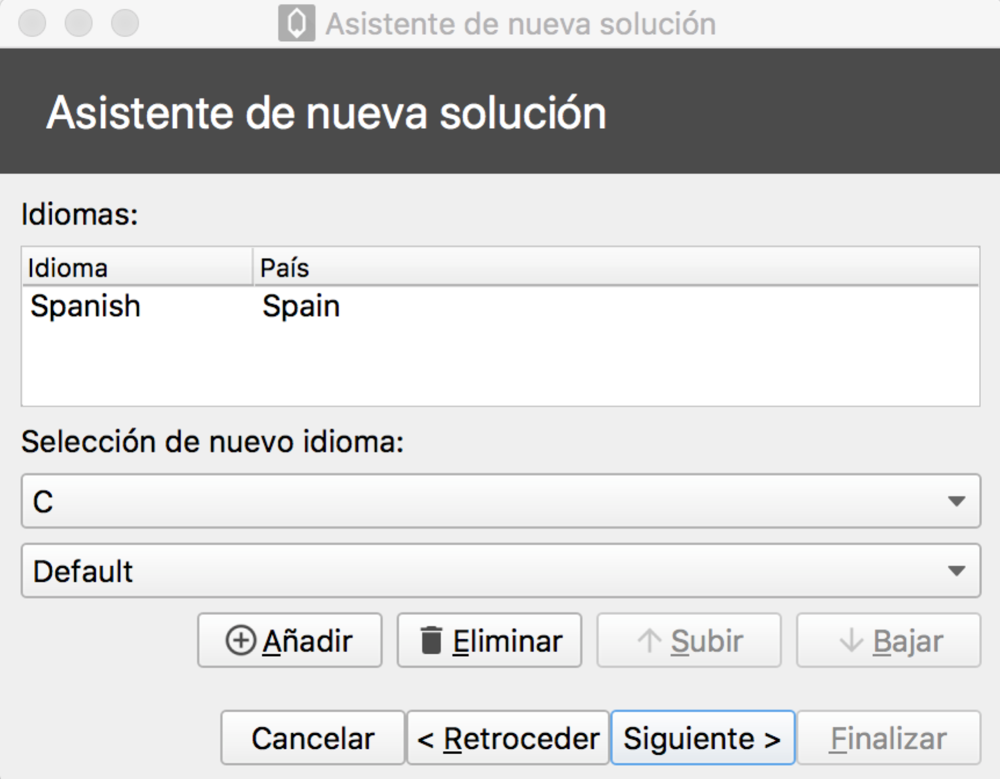 Asistente de nueva solución
Asistente de nueva solución
Idiomas:
Idioma País
Spanish Spain
Selección de nuevo idioma:
C
Default
Añadir Eliminar Subir Bajar
Cancelar < Retroceder Siguiente > Finalizar